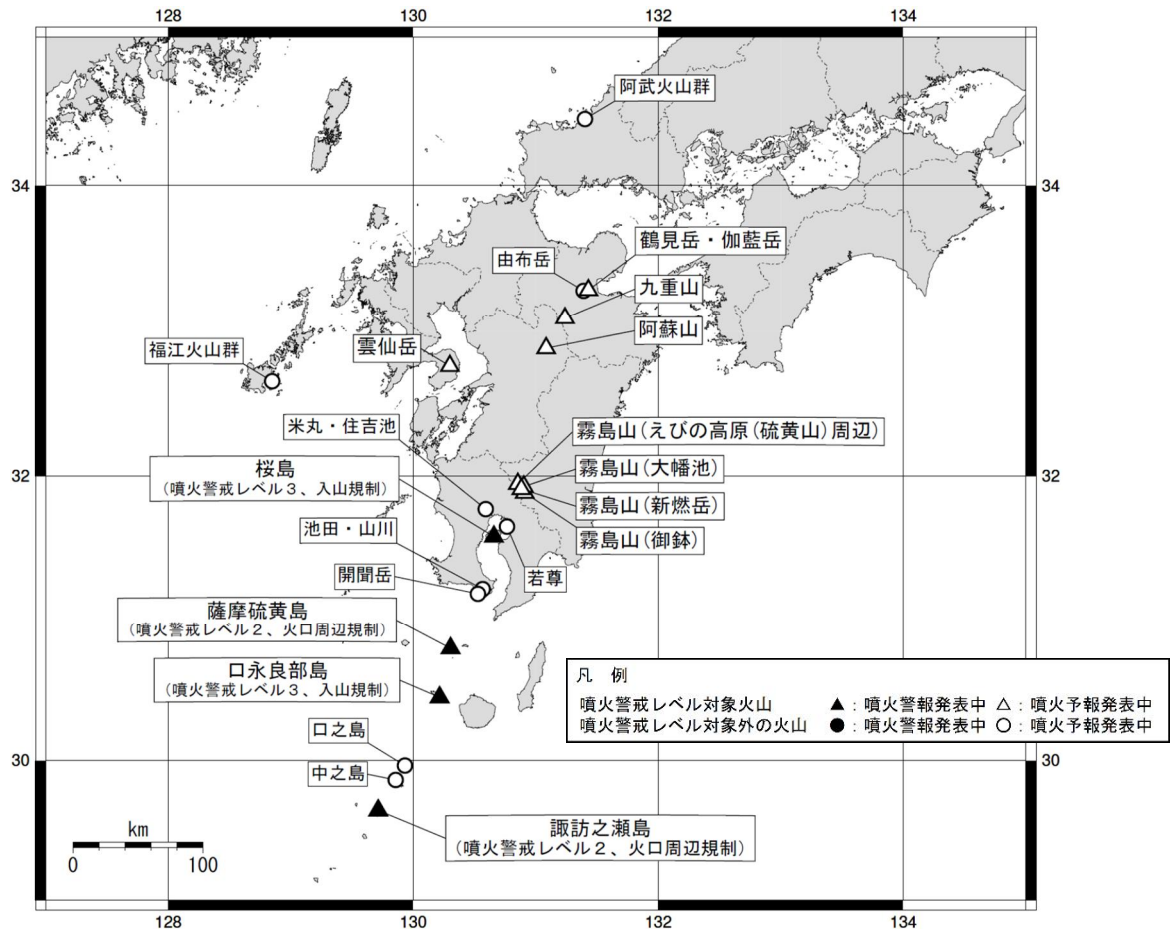 128
130
132
134
阿武火山群
34
34
鶴見岳・伽藍岳
由布岳
九重山
阿蘇山
雲仙岳
福江火山群
米丸・住吉池
霧島山(えびの高原(硫黄山)周辺)
霧島山(大幡池)
霧島山(新燃岳)
霧島山(御鉢)
32
32
桜島
(噴火警戒レベル3、入山規制)
池田・山川
開聞岳
若尊
薩摩硫黄島
(噴火警戒レベル2、火口周辺規制)
口永良部島
(噴火警戒レベル3、入山規制)
凡 例
噴火警戒レベル対象火山 ▲:噴火警報発表中 △:噴火予報発表中
噴火警戒レベル対象外の火山 ●:噴火警報発表中 ○:噴火予報発表中
口之島
30
30
中之島
諏訪之瀬島
(噴火警戒レベル2、火口周辺規制)
km
0 100
128
130
132
134